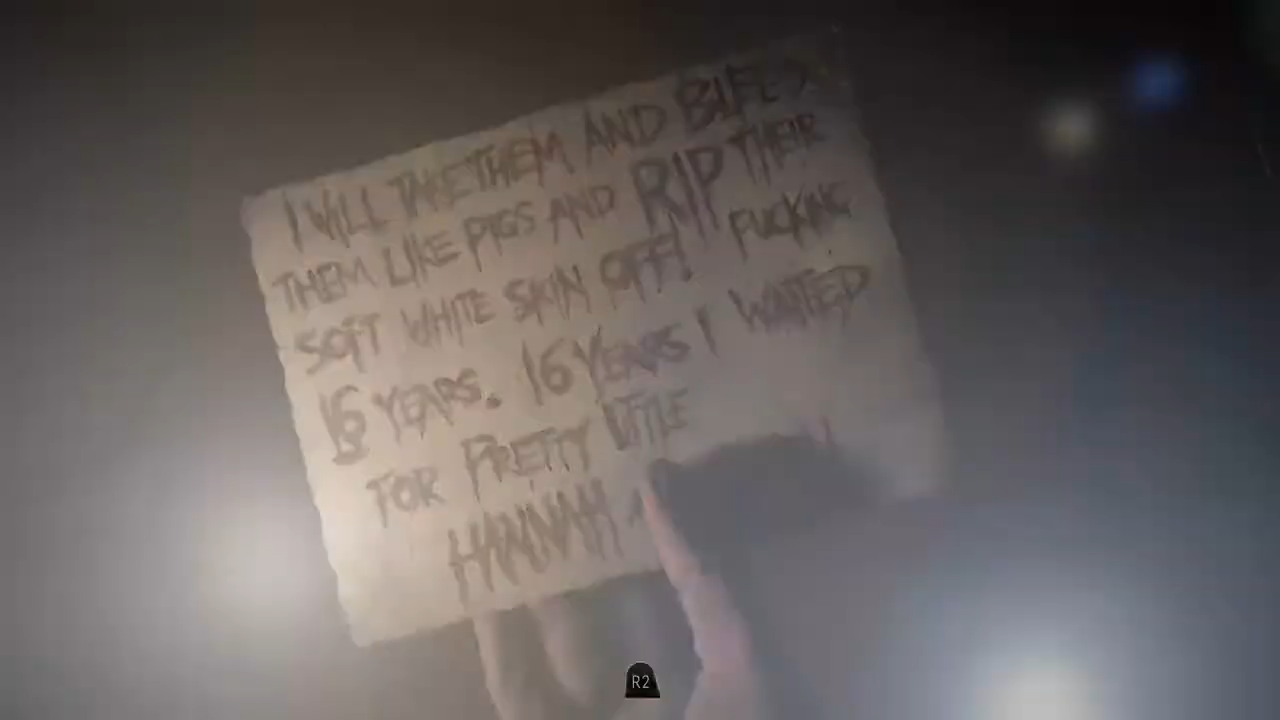 I WILL TAKE THEM AND BLEED
THEM LIKE PIGS AND RIP THEIR
SOFT WHITE SKIN OFF! FUCKING
16 YEARS. 16 YEARS I WAITED
FOR PRETTY LITTLE
HANNAH
R2